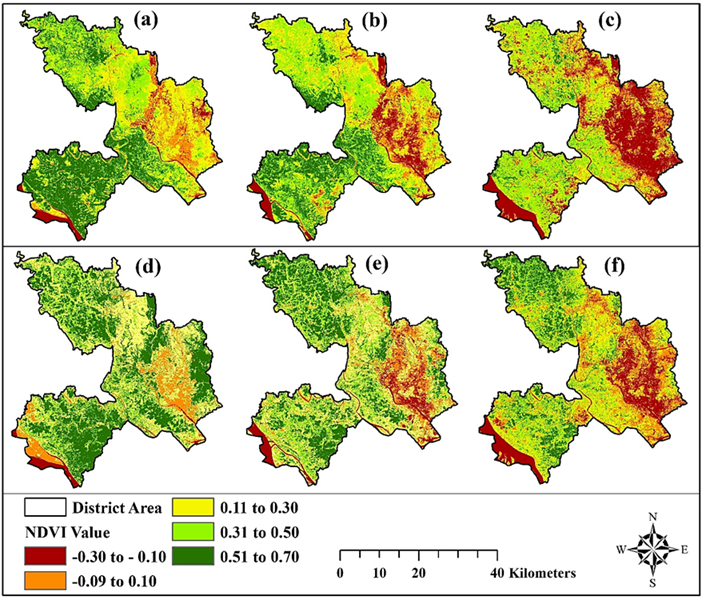 (a) (b) (c)
(d) (e) (f)
District Area
NDVI Value
-0.30 to - 0.10
-0.09 to 0.10
0.11 to 0.30
0.31 to 0.50
0.51 to 0.70
0 10 20 40 Kilometers
N
W E
S